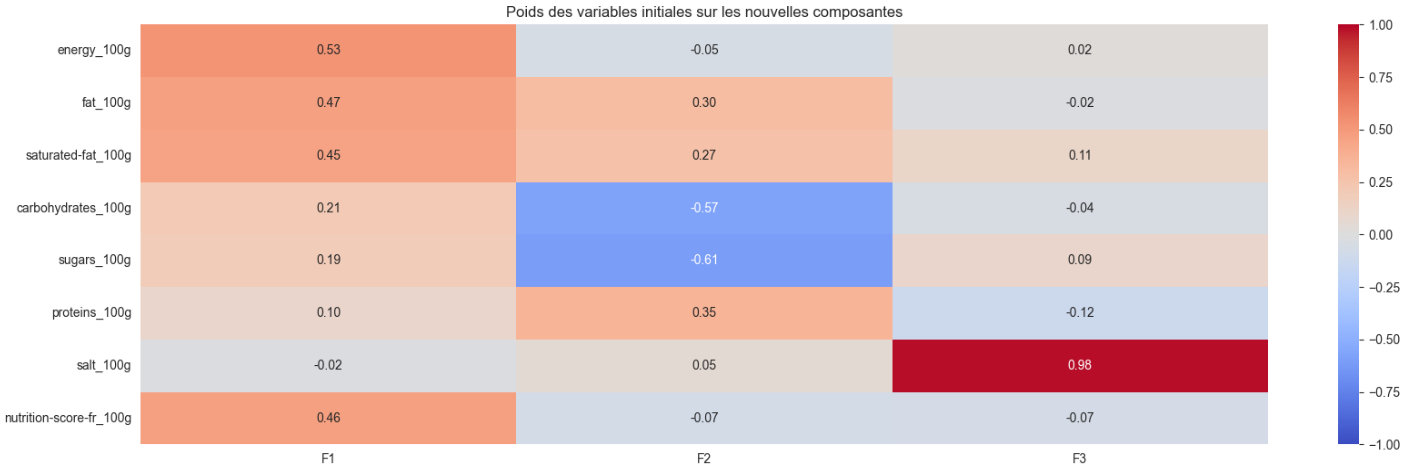 Poids des variables initiales sur les nouvelles composantes
energy_100g 0.53 -0.05 0.02
fat_100g 0.47 0.30 -0.02
saturated-fat_100g 0.45 0.27 0.11
carbohydrates_100g 0.21 -0.57 -0.04
sugars_100g 0.19 -0.61 0.09
proteins_100g 0.10 0.35 -0.12
salt_100g -0.02 0.05 0.98
nutrition-score-fr_100g 0.46 -0.07 -0.07
F1 F2 F3
1.00
0.75
0.50
0.25
0.00
−0.25
−0.50
−0.75
−1.00